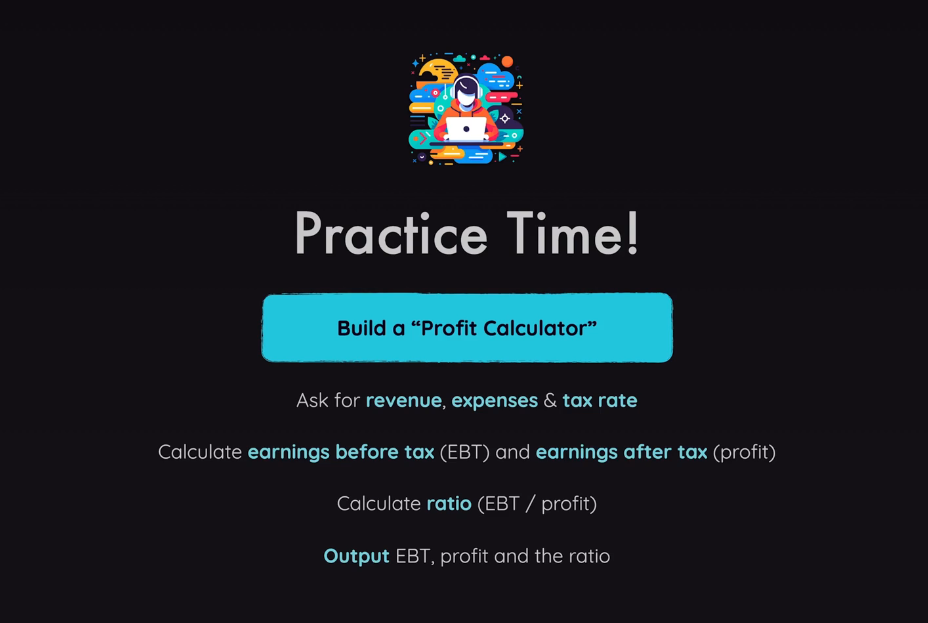 Practice Time!
Build a “Profit Calculator”
Ask for revenue, expenses & tax rate
Calculate earnings before tax (EBT) and earnings after tax (profit)
Calculate ratio (EBT / profit)
Output EBT, profit and the ratio